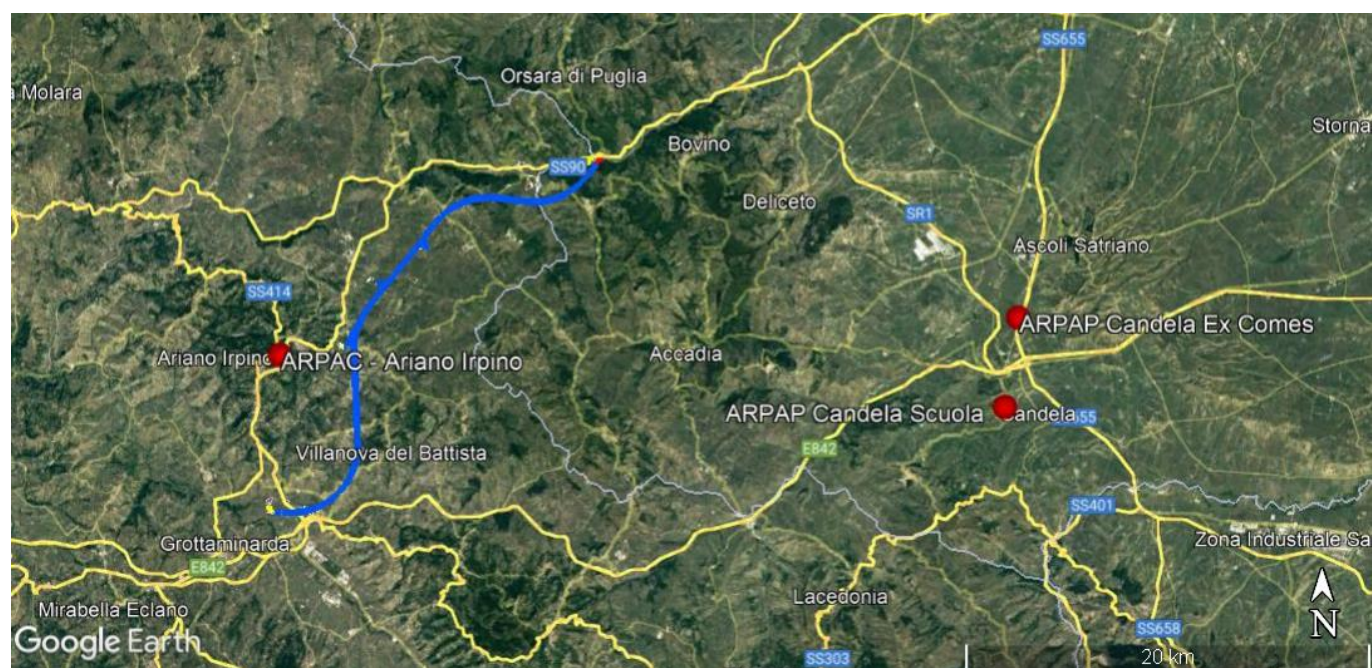 SS655
Orsara di Puglia
Molara
Storna
Bovino
SS90
Deliceto
SR1
Ascoli Satriano
SS414
ARPAP Candela Ex Comes
Accadia
Ariano Irpino
ARPAC - Ariano Irpino
ARPAP Candela Scuola
Candela
655
E842
Villanova del Battista
SS401
Grottaminarda
Zona Industriale Sa
E842
Lacedonia
Mirabella Eclano
N
Google Earth
SS658
20 km
SS303